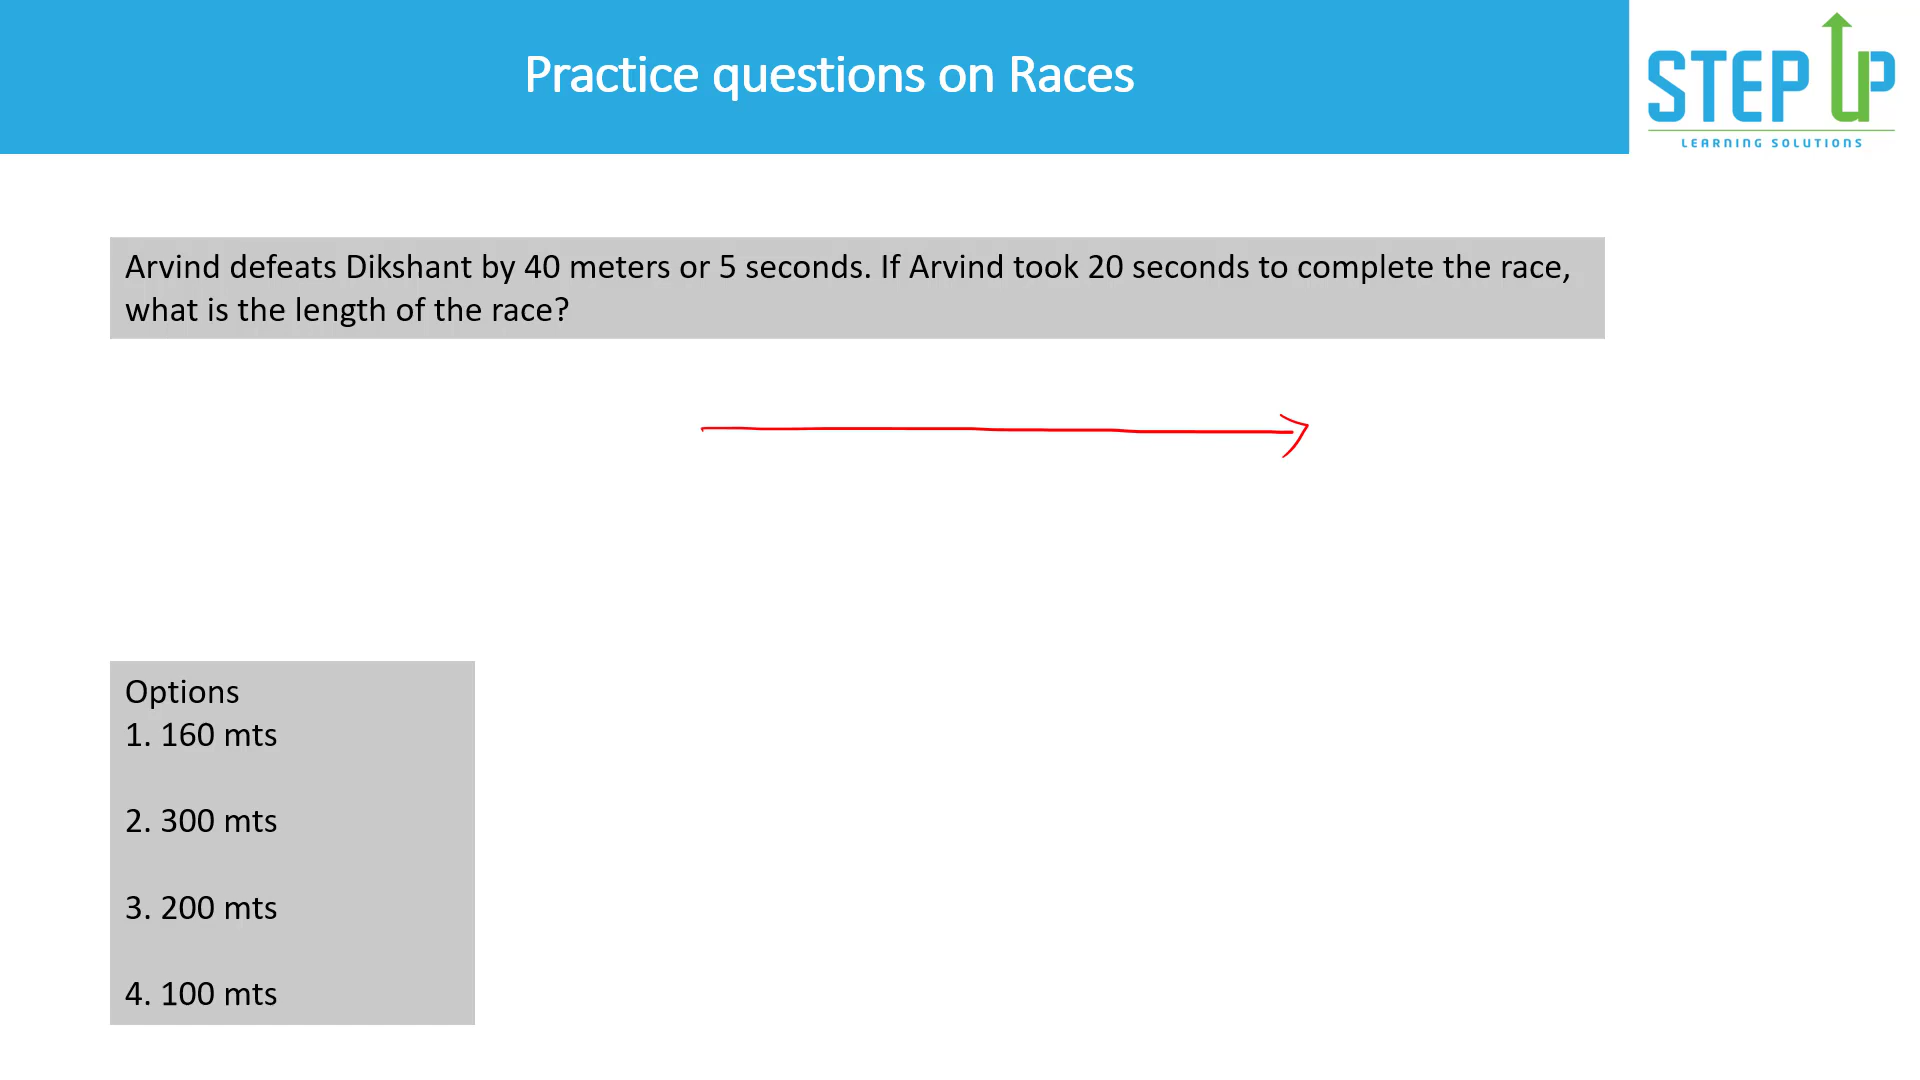 Practice questions on Races
STEP UP
LEARNING SOLUTIONS
Arvind defeats Dikshant by 40 meters or 5 seconds. If Arvind took 20 seconds to complete the race,
what is the length of the race?
Options
1. 160 mts
2. 300 mts
3. 200 mts
4. 100 mts